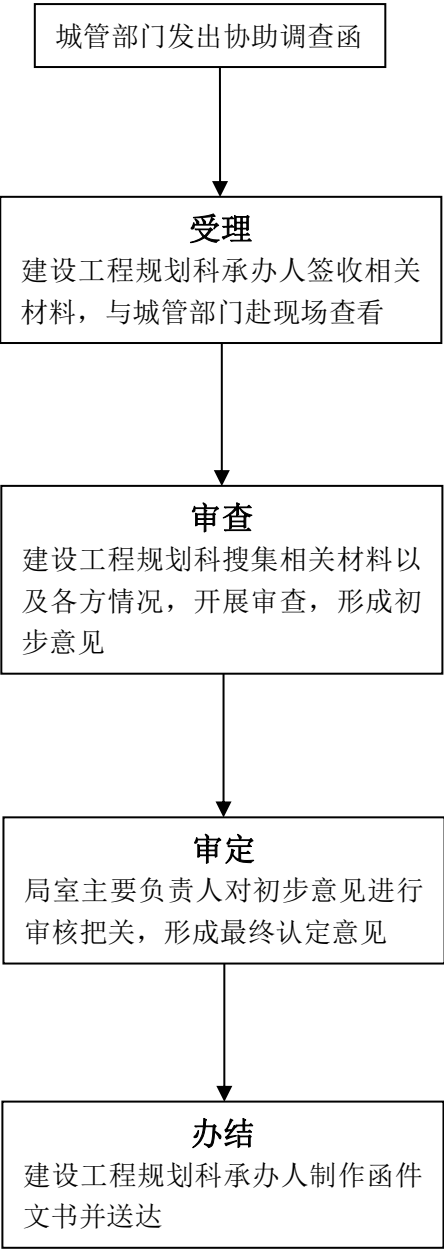 城管部门发出协助调查函
受理
建设工程规划科承办人签收相关
材料，与城管部门赴现场查看
审查
建设工程规划科搜集相关材料以
及各方情况，开展审查，形成初
步意见
审定
局室主要负责人对初步意见进行
审核把关，形成最终认定意见
办结
建设工程规划科承办人制作函件
文书并送达